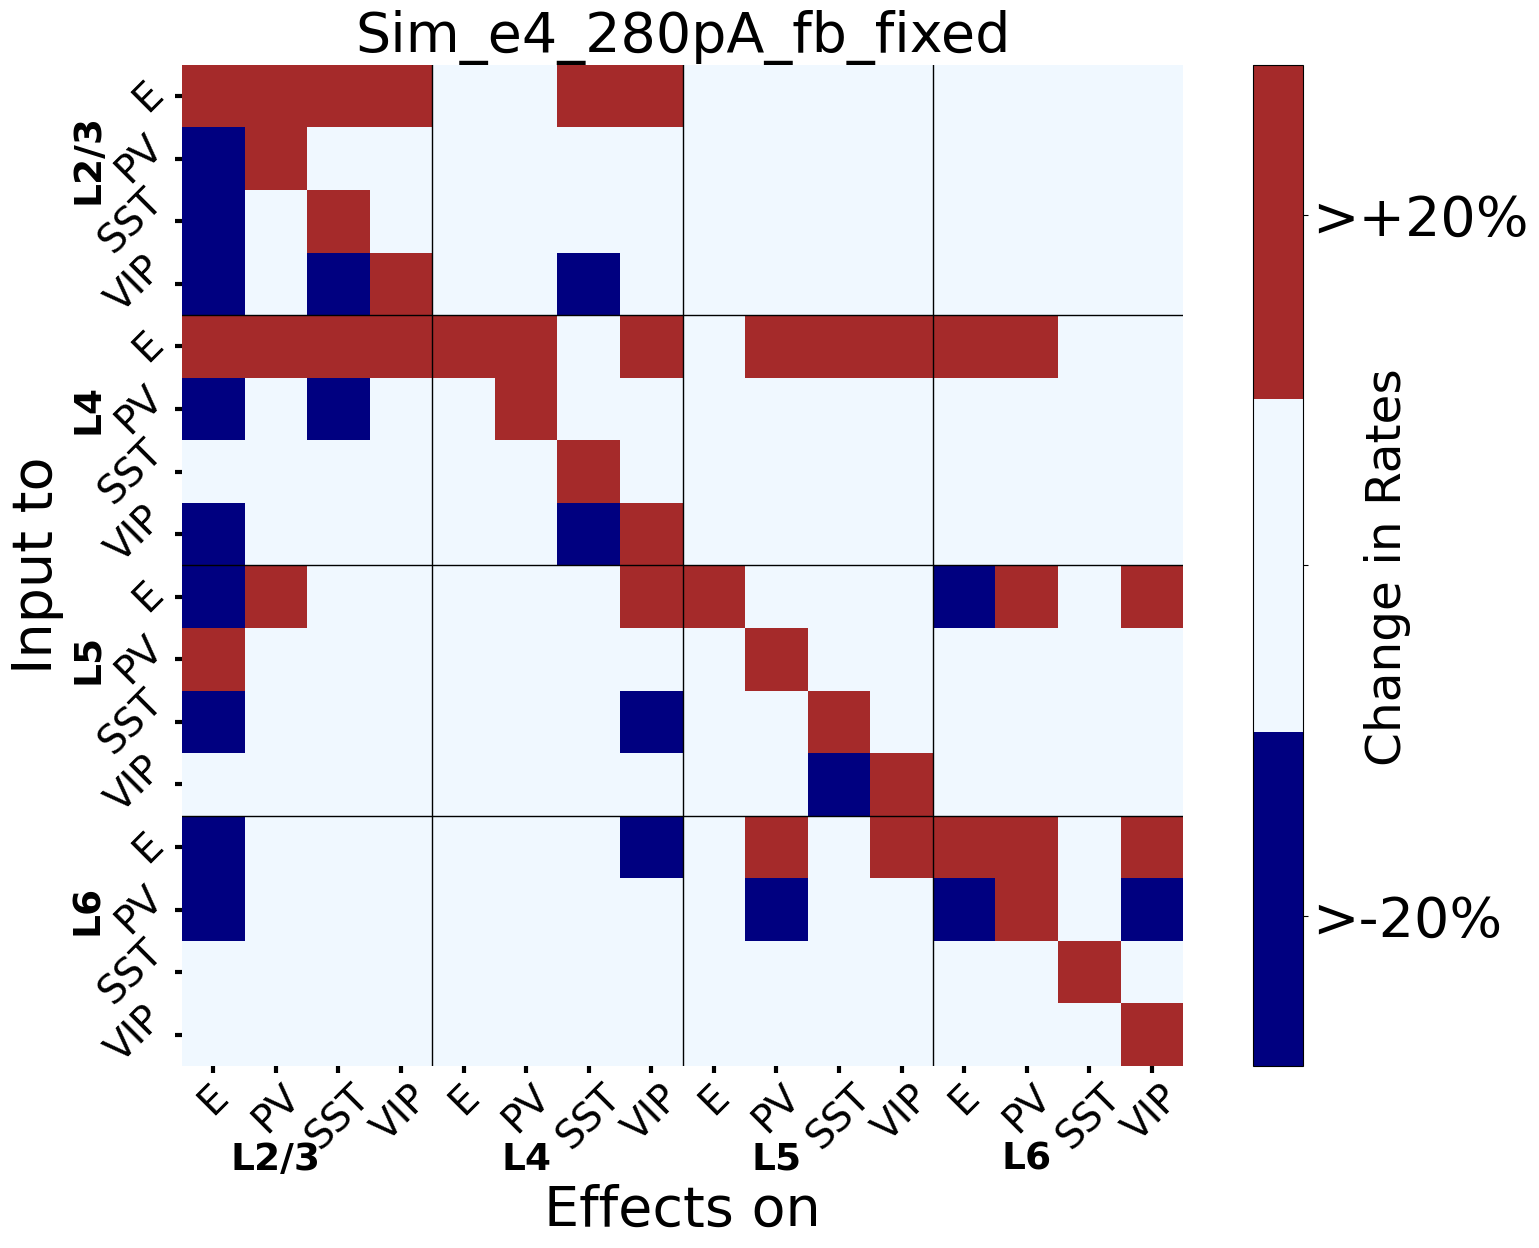 Sim_e4_280pA_fb_fixed
Input to
L2/3
E
PV
SST
VIP
L4
E
PV
SST
VIP
L5
E
PV
SST
VIP
L6
E
PV
SST
VIP
E PV SST VIP E PV SST VIP E PV SST VIP E PV SST VIP
L2/3 L4 L5 L6
Effects on
>+20%
>-20%
Change in Rates